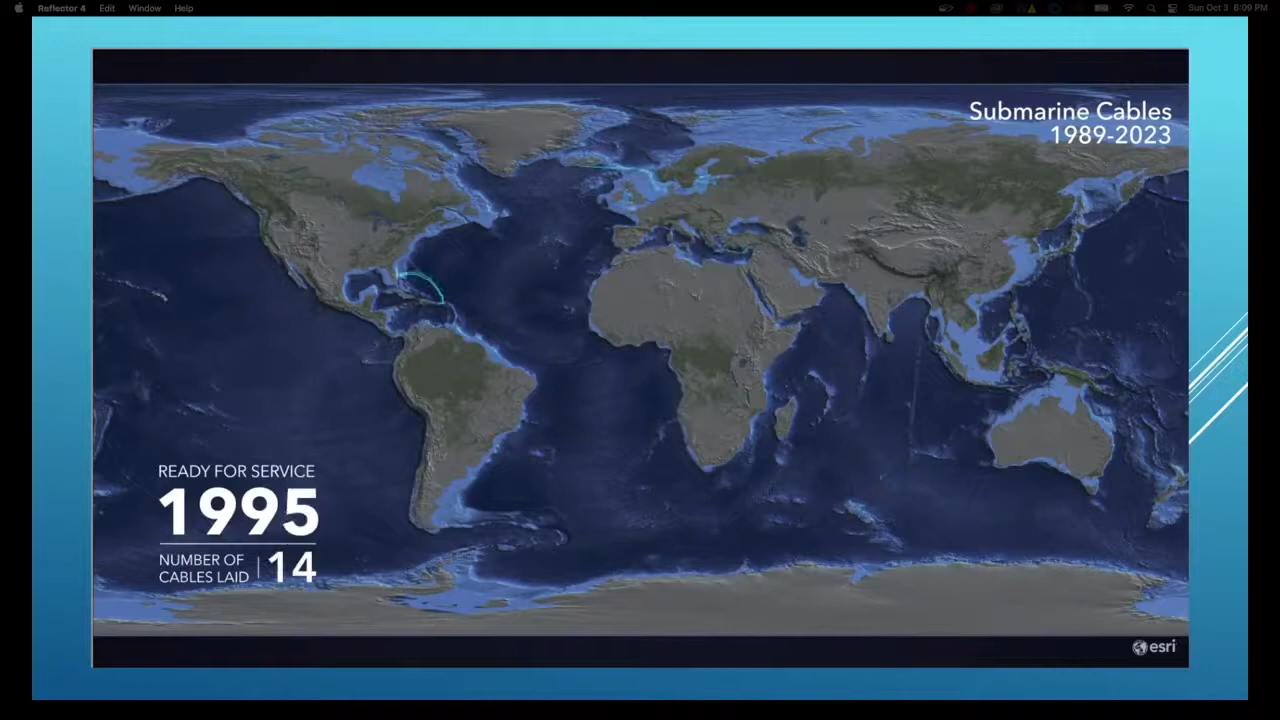 Reflector 4 Edit Window Help
Sun Oct 3 6:09 PM
Submarine Cables
1989-2023
READY FOR SERVICE
1995
NUMBER OF
CABLES LAID
14
esri